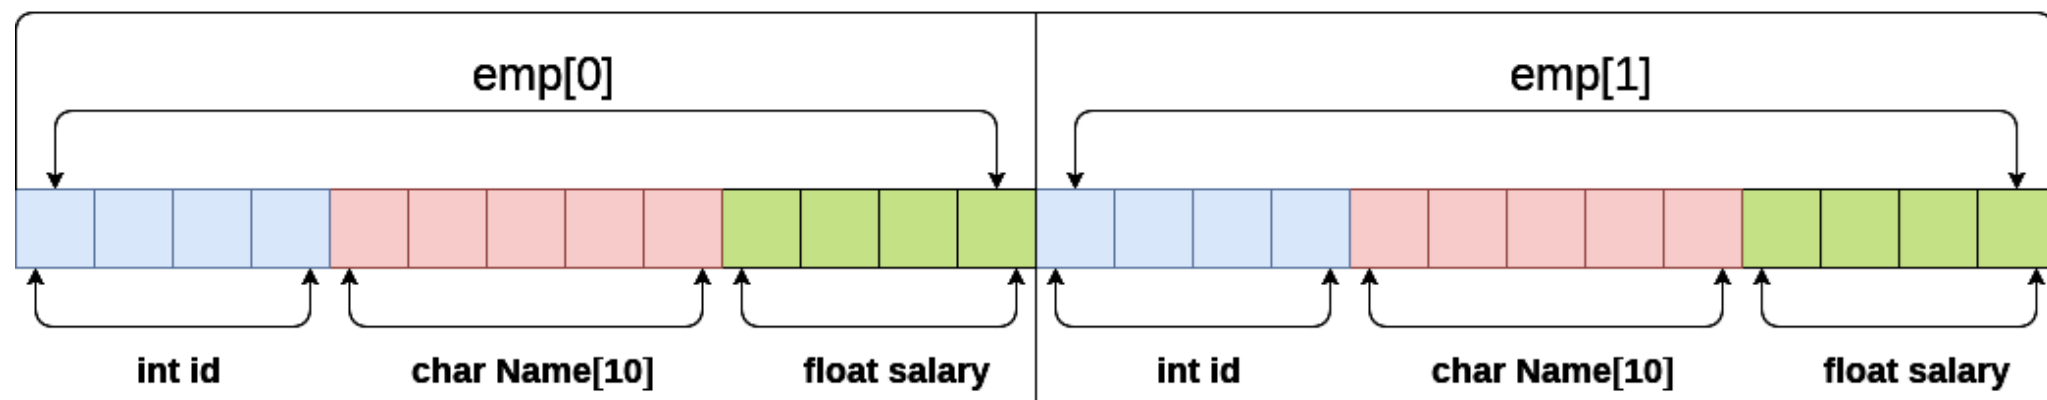 emp[0] emp[1]
int id char Name[10] float salary int id char Name[10] float salary